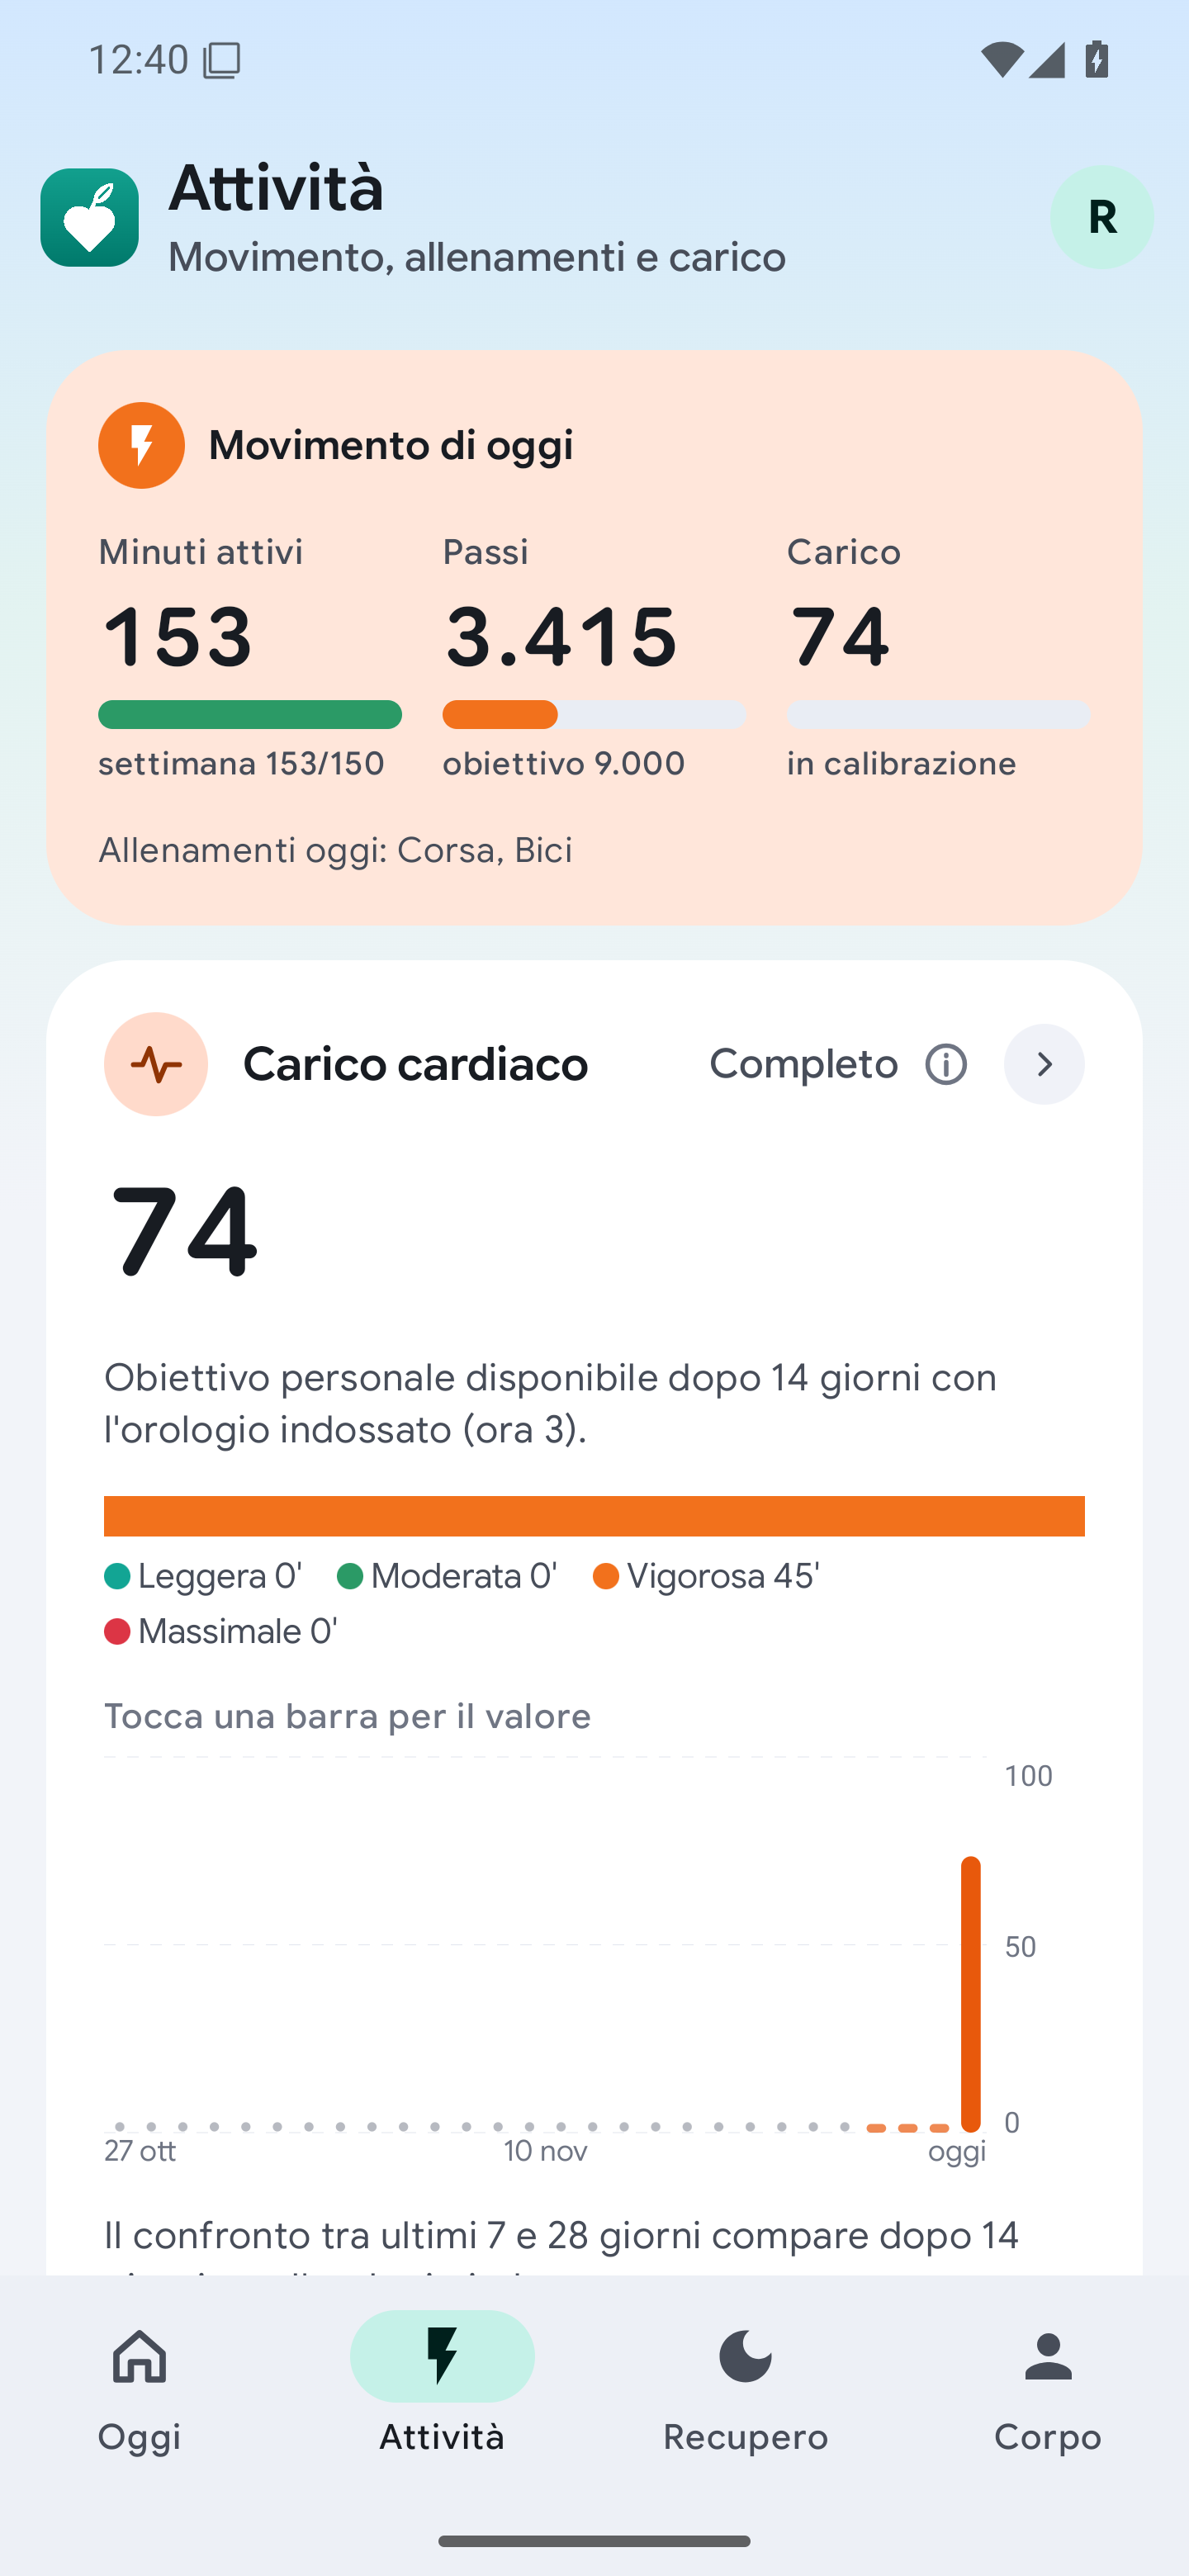 12:40
Attività
Movimento, allenamenti e carico
R
Movimento di oggi
Minuti attivi
Passi
Carico
153
3.415
74
settimana 153/150
obiettivo 9.000
in calibrazione
Allenamenti oggi: Corsa, Bici
Carico cardiaco
Completo
74
Obiettivo personale disponibile dopo 14 giorni con
l'orologio indossato (ora 3).
Leggera 0'
Moderata 0'
Vigorosa 45'
Massimale 0'
Tocca una barra per il valore
100
50
0
27 ott
10 nov
oggi
Il confronto tra ultimi 7 e 28 giorni compare dopo 14
Oggi
Attività
Recupero
Corpo